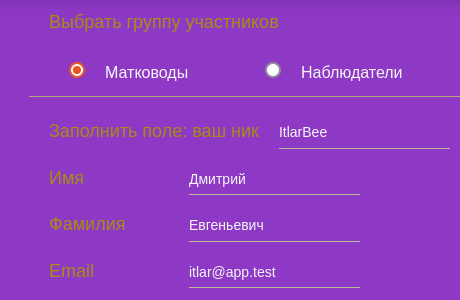 Выбрать группу участников
Матководы Наблюдатели
Заполнить поле: ваш ник ItlarBee
Имя Дмитрий
Фамилия Евгеньевич
Email itlar@app.test